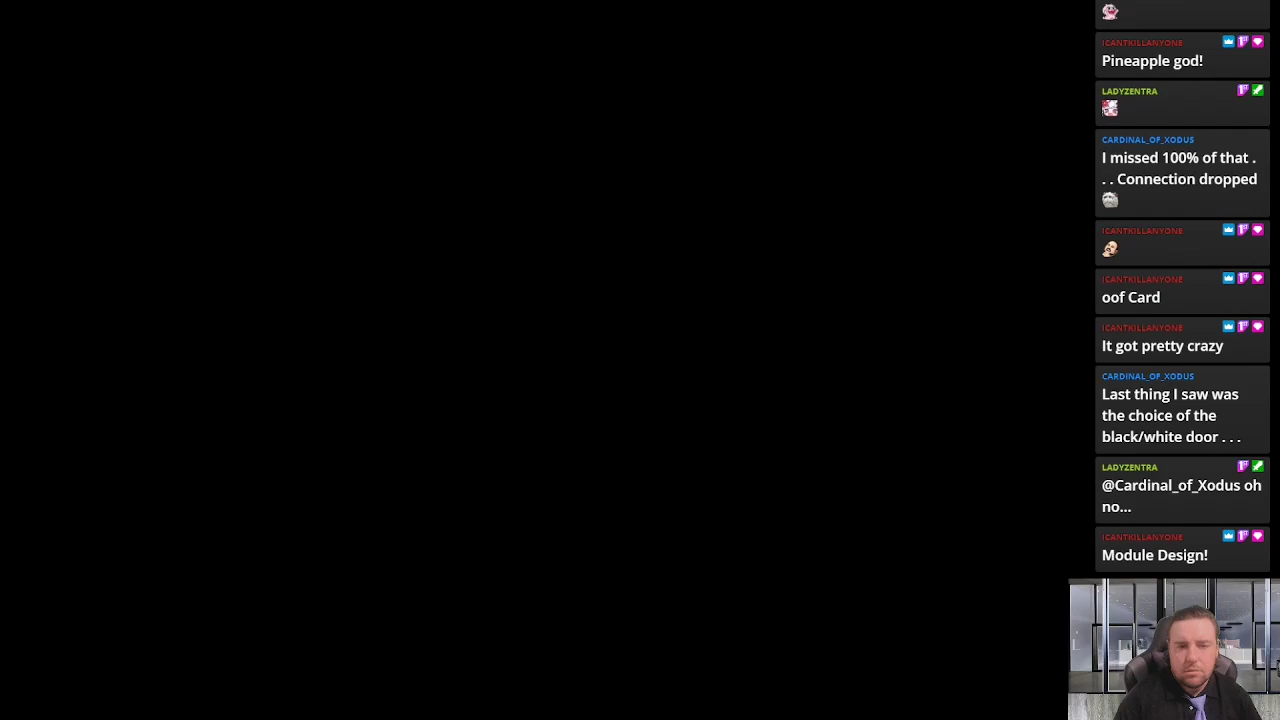 ICANTKILLANYONE
Pineapple god!
LADYZENTRA
CARDINAL_OF_XODUS
I missed 100% of that .
. . Connection dropped
ICANTKILLANYONE
ICANTKILLANYONE
oof Card
ICANTKILLANYONE
It got pretty crazy
CARDINAL_OF_XODUS
Last thing I saw was
the choice of the
black/white door . . .
LADYZENTRA
@Cardinal_of_Xodus oh
no...
ICANTKILLANYONE
Module Design!